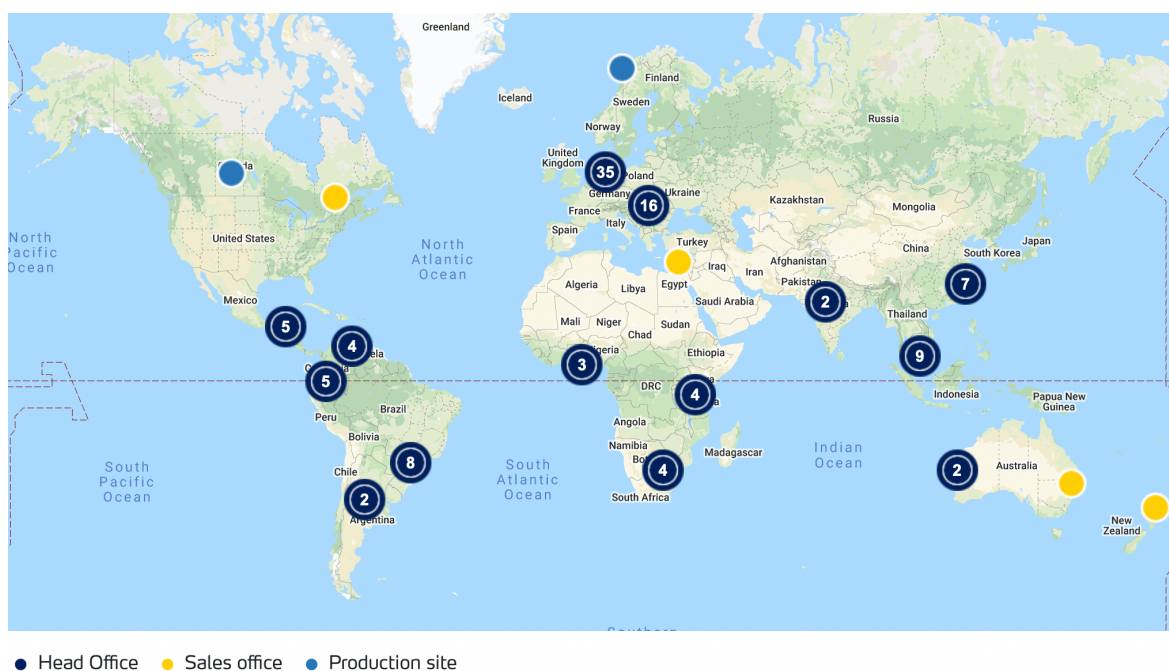 Greenland
Iceland
Finland
Sweden
Norway
Russia
United
Kingdom
35
Poland
Germany
16
Ukraine
France
Italy
Spain
Kazakhstan
Mongolia
North
Pacific
Ocean
United States
North
Atlantic
Ocean
Turkey
China
Japan
South Korea
Afghanistan
Iraq
Iran
Pakistan
Algeria
Libya
Egypt
Saudi Arabia
7
2
Mexico
5
Mali
Niger
Chad
Sudan
Thailand
4
3
Ethiopia
9
5
DRC
4
Indonesia
Papua New
Guinea
Brazil
Peru
Angola
Bolivia
Namibia
Madagascar
Indian
Ocean
8
4
2
Australia
Chile
South
Pacific
Ocean
South
Atlantic
Ocean
2
South Africa
Argentina
New
Zealand
Head Office
Sales office
Production site